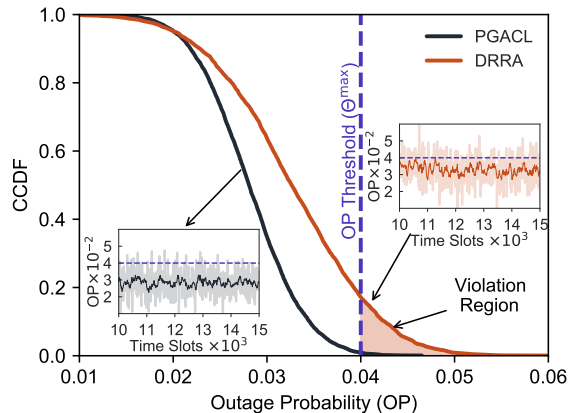 1.0
0.8
0.6
0.4
0.2
0.0
CCDF
0.01
0.02
0.03
0.04
0.05
0.06
Outage Probability (OP)
PGACL
DRRA
OP Threshold (Θmax)
OP×10−2
5
4
3
2
10
11
12
13
14
15
Time Slots ×10³
OP×10−2
5
4
3
2
10
11
12
13
14
15
Time Slots ×10³
Violation
Region